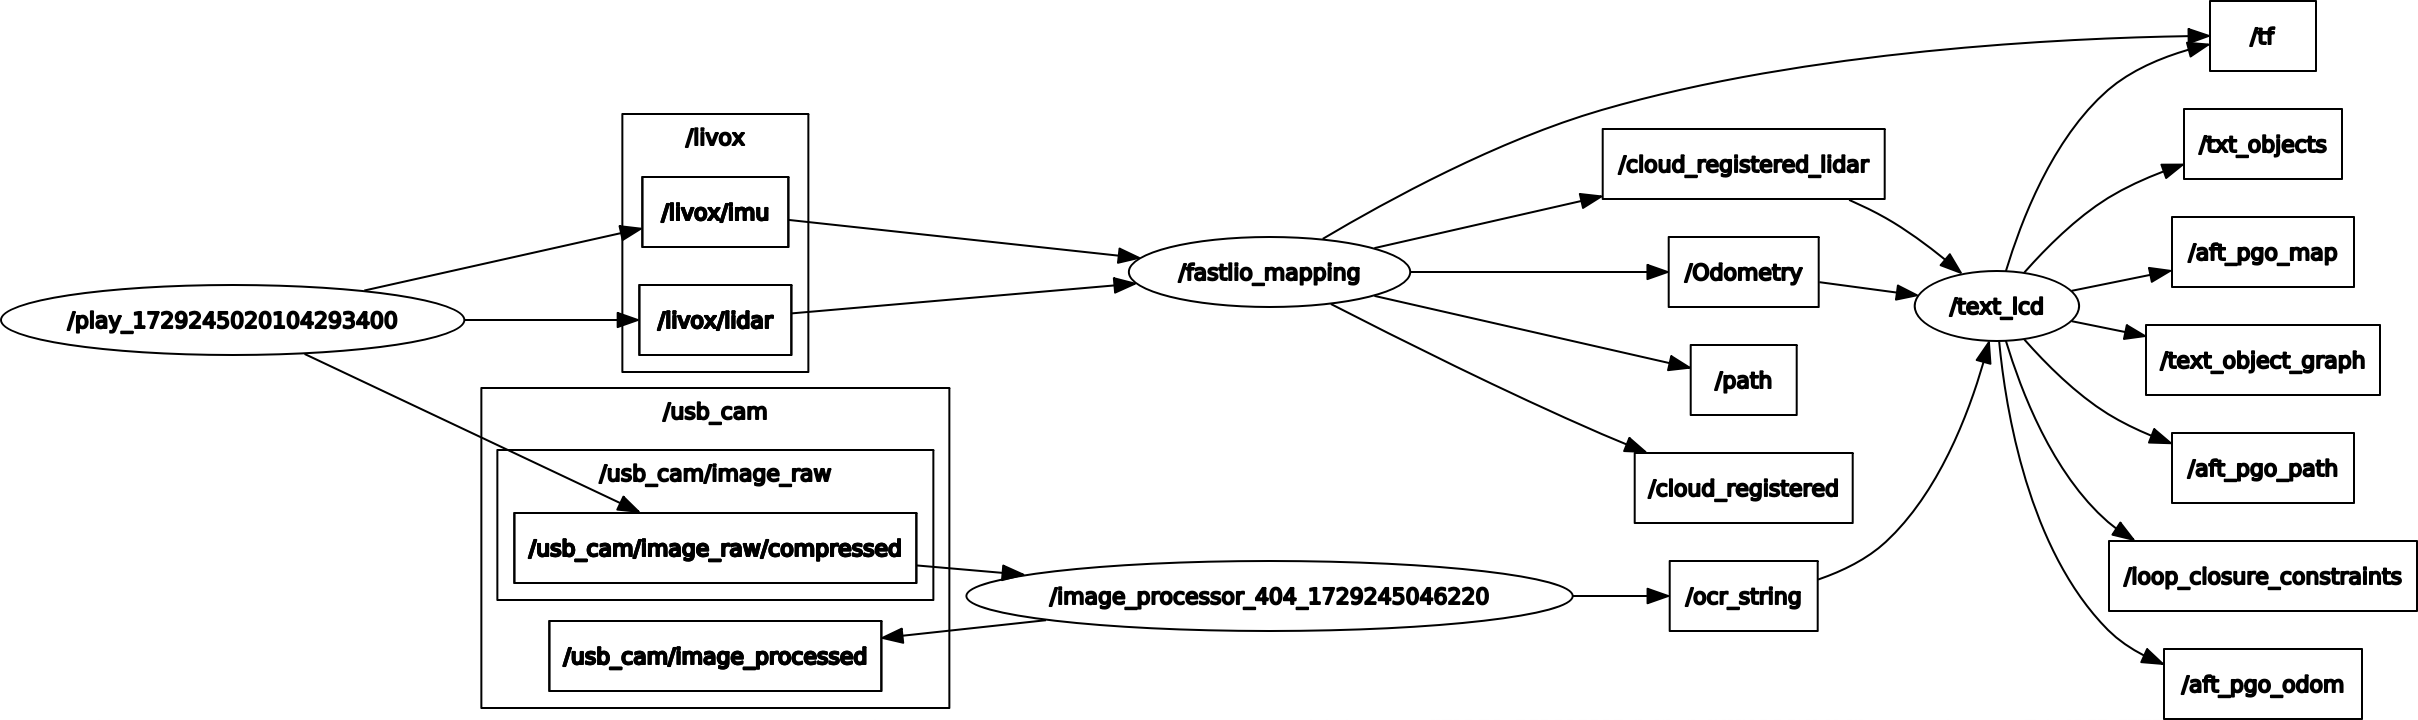 /play_1729245020104293400
/livox
/livox/imu
/livox/lidar
/usb_cam
/usb_cam/image_raw
/usb_cam/image_raw/compressed
/usb_cam/image_processed
/fastlio_mapping
/image_processor_404_1729245046220
/cloud_registered_lidar
/Odometry
/path
/cloud_registered
/ocr_string
/text_lcd
/tf
/txt_objects
/aft_pgo_map
/text_object_graph
/aft_pgo_path
/loop_closure_constraints
/aft_pgo_odom